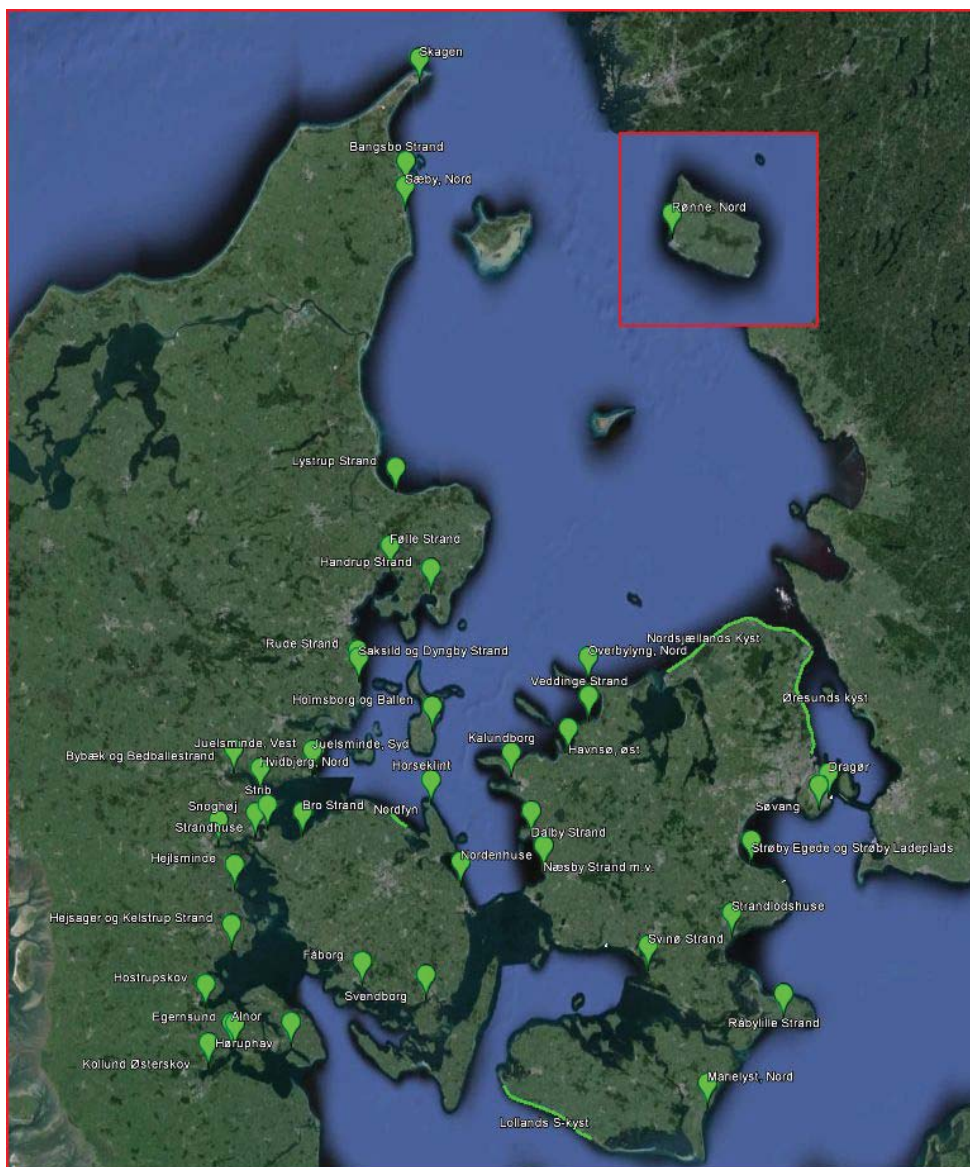 Skagen
Bangsbo Strand
Sæby, Nord
Rønne, Nord
Lystrup Strand
Følle Strand
Handrup Strand
Rude Strand
Saksild og Dyngby Strand
Nordsjællands Kyst
Overbylyng, Nord
Veddinge Strand
Øresunds kyst
Holmsborg og Ballen
Havnsø, øst
Kalundborg
Juelsminde, Vest
Juelsminde, Syd
Bybæk og Bedballestrand
Hvidbjerg, Nord
Horseklint
Dragør
Strib
Søvang
Snoghøj
Bro Strand
Nordfyn
Strandhuse
Dalby Strand
Strøby Egede og Strøby Ladeplads
Hejlsminde
Nordenhuse
Næsby Strand m.v.
Strandlodshuse
Hejsager og Kelstrup Strand
Svinø Strand
Fåborg
Hostrupskov
Svendborg
Råbylille Strand
Egernsund
Alnor
Høruphav
Kollund Østerskov
Marielyst, Nord
Lollands S-kyst